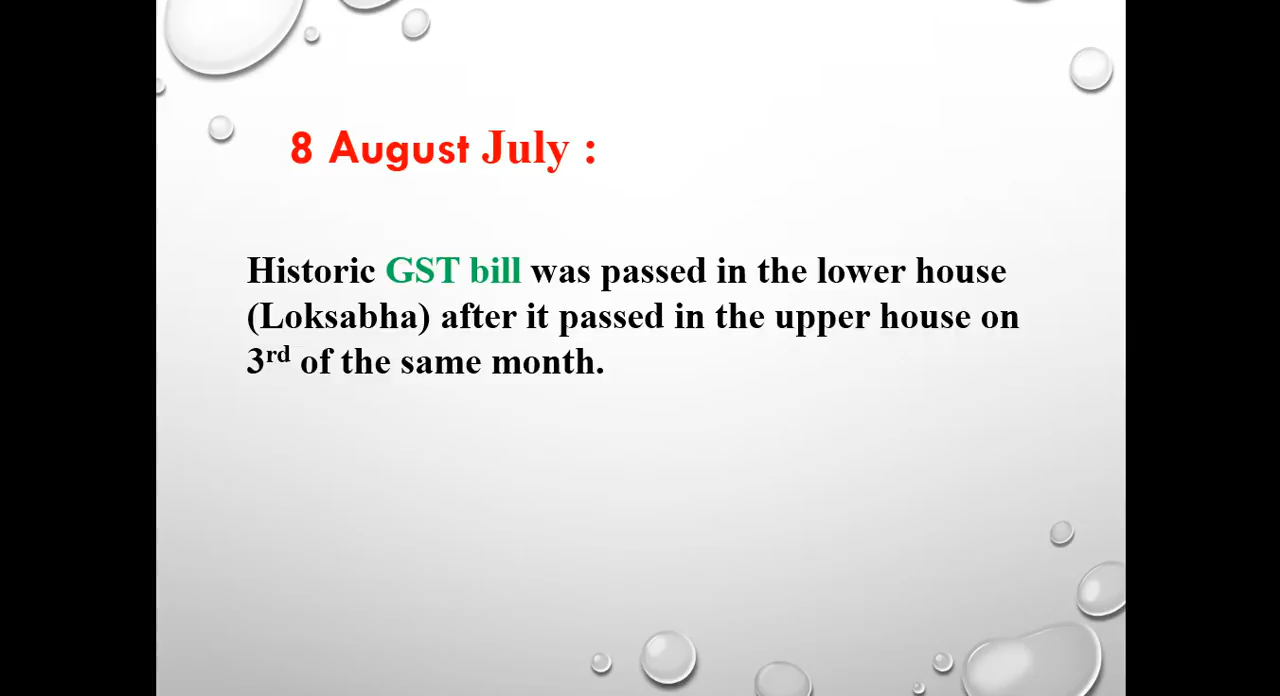 8 August July :
Historic GST bill was passed in the lower house
(Loksabha) after it passed in the upper house on
3rd of the same month.